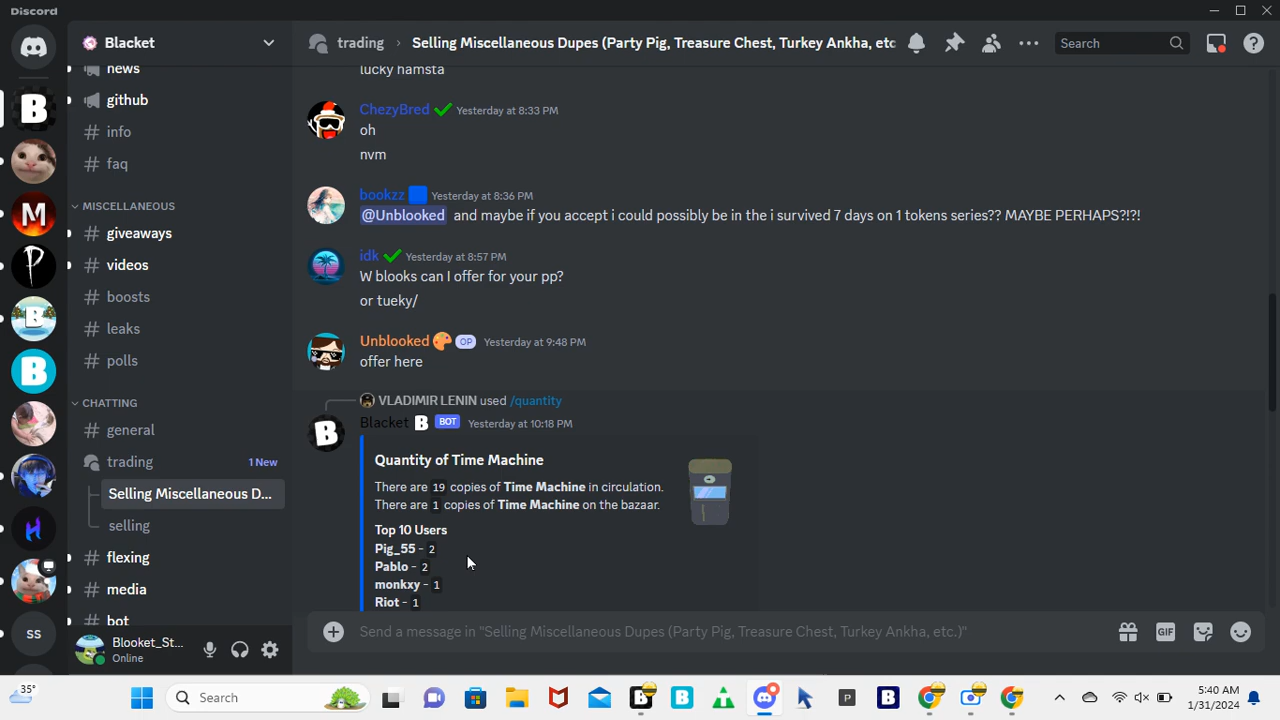 Discord
Blacket
trading › Selling Miscellaneous Dupes (Party Pig, Treasure Chest, Turkey Ankha, etc
Search
news
github
info
faq
MISCELLANEOUS
giveaways
videos
boosts
leaks
polls
CHATTING
general
trading 1 New
Selling Miscellaneous D...
selling
flexing
media
bot
Blooket_St...
Online
lucky hamsta
ChezyBred Yesterday at 8:33 PM
oh
nvm
bookzz Yesterday at 8:36 PM
@Unblooked and maybe if you accept i could possibly be in the i survived 7 days on 1 tokens series?? MAYBE PERHAPS?!?!
idk Yesterday at 8:57 PM
W blooks can I offer for your pp?
or tueky/
Unblooked OP Yesterday at 9:48 PM
offer here
VLADIMIR LENIN used /quantity
Blacket B BOT Yesterday at 10:18 PM
Quantity of Time Machine
There are 19 copies of Time Machine in circulation.
There are 1 copies of Time Machine on the bazaar.
Top 10 Users
Pig_55 - 2
Pablo - 2
monkxy - 1
Riot - 1
Send a message in "Selling Miscellaneous Dupes (Party Pig, Treasure Chest, Turkey Ankha, etc.)"
GIF
SS
35°
Search
5:40 AM
1/31/2024